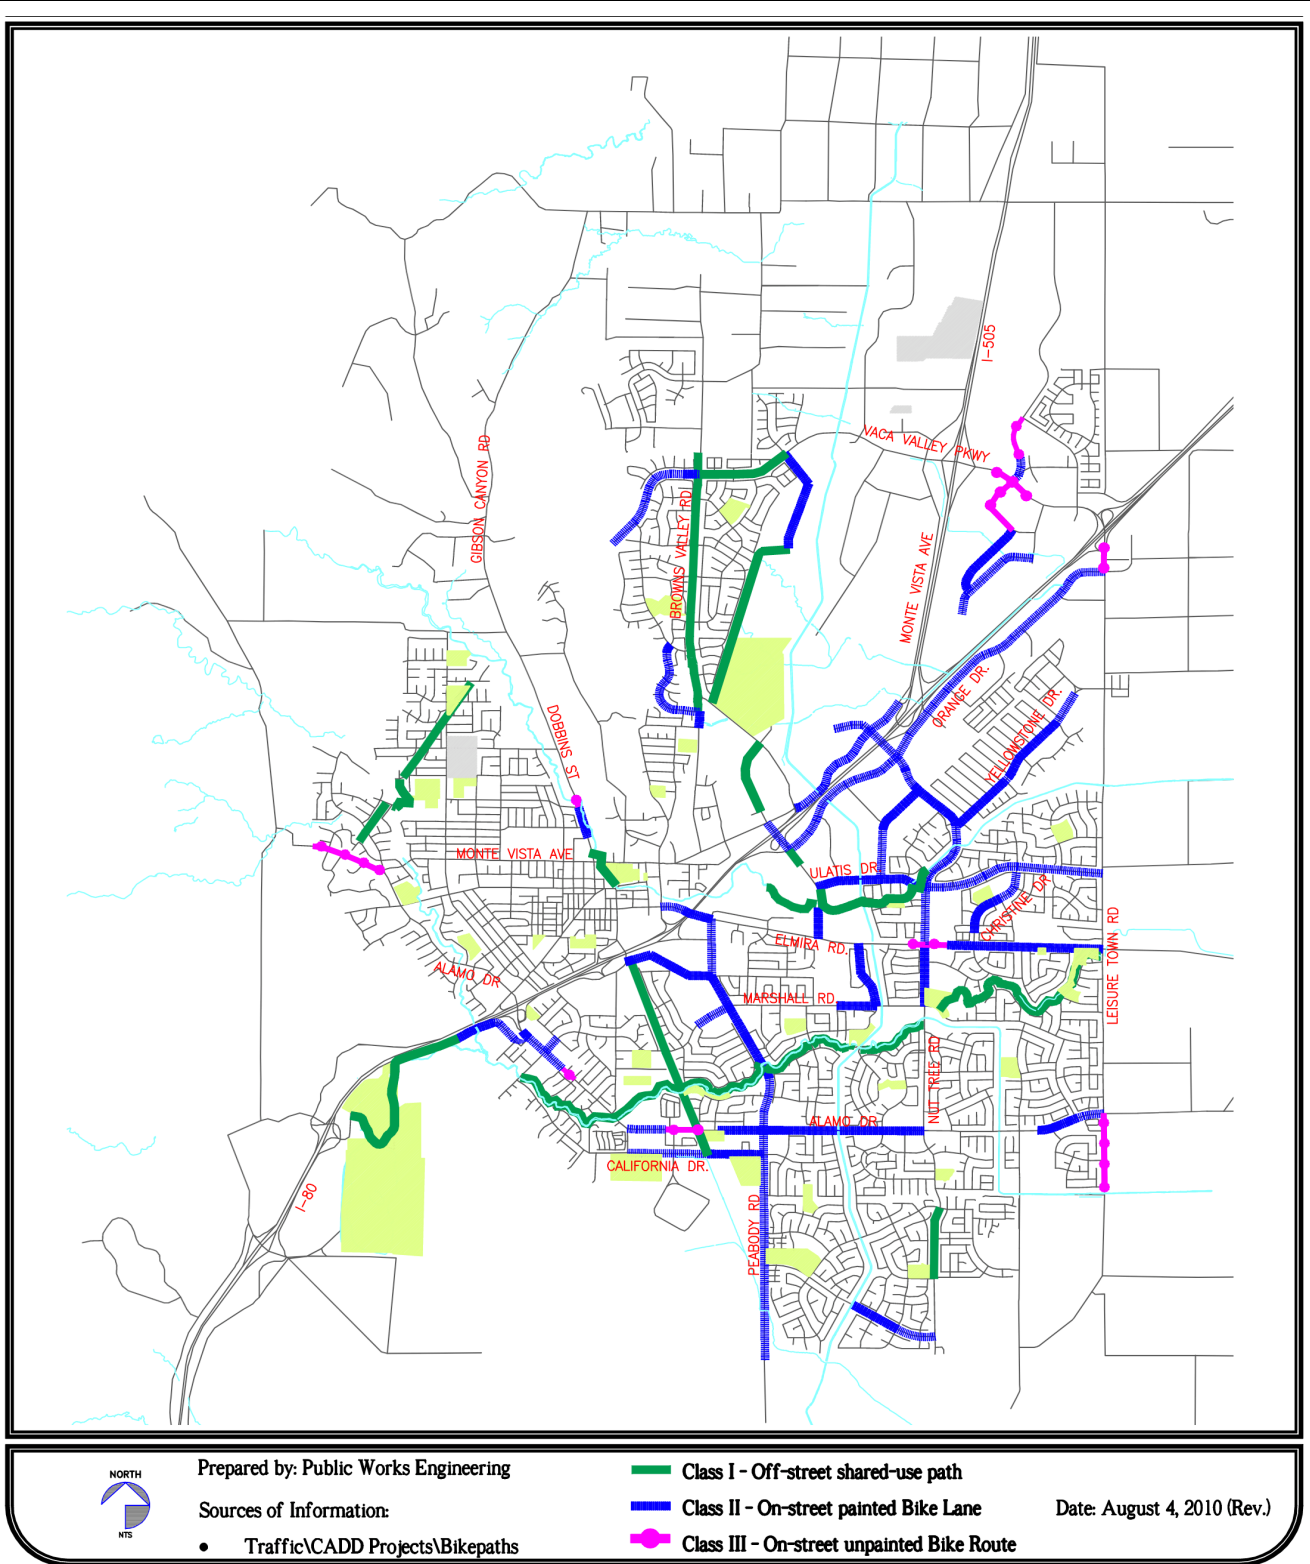 I-505
VACA VALLEY PKWY
GIBSON CANYON RD
BROWNS VALLEY RD
MONTE VISTA AVE
ORANGE DR.
YELLOWSTONE DR.
DOBBINS ST
MONTE VISTA AVE
ULATIS DR.
CHRISTINE DR
ELMIRA RD.
LEISURE TOWN RD
ALAMO DR
MARSHALL RD.
NUT TREE RD
ALAMO DR
CALIFORNIA DR.
I-80
PEABODY RD
NORTH
NTS
Prepared by: Public Works Engineering
Sources of Information:
• Traffic\CADD Projects\Bikepaths
Class I - Off-street shared-use path
Class II - On-street painted Bike Lane
Class III - On-street unpainted Bike Route
Date: August 4, 2010 (Rev.)